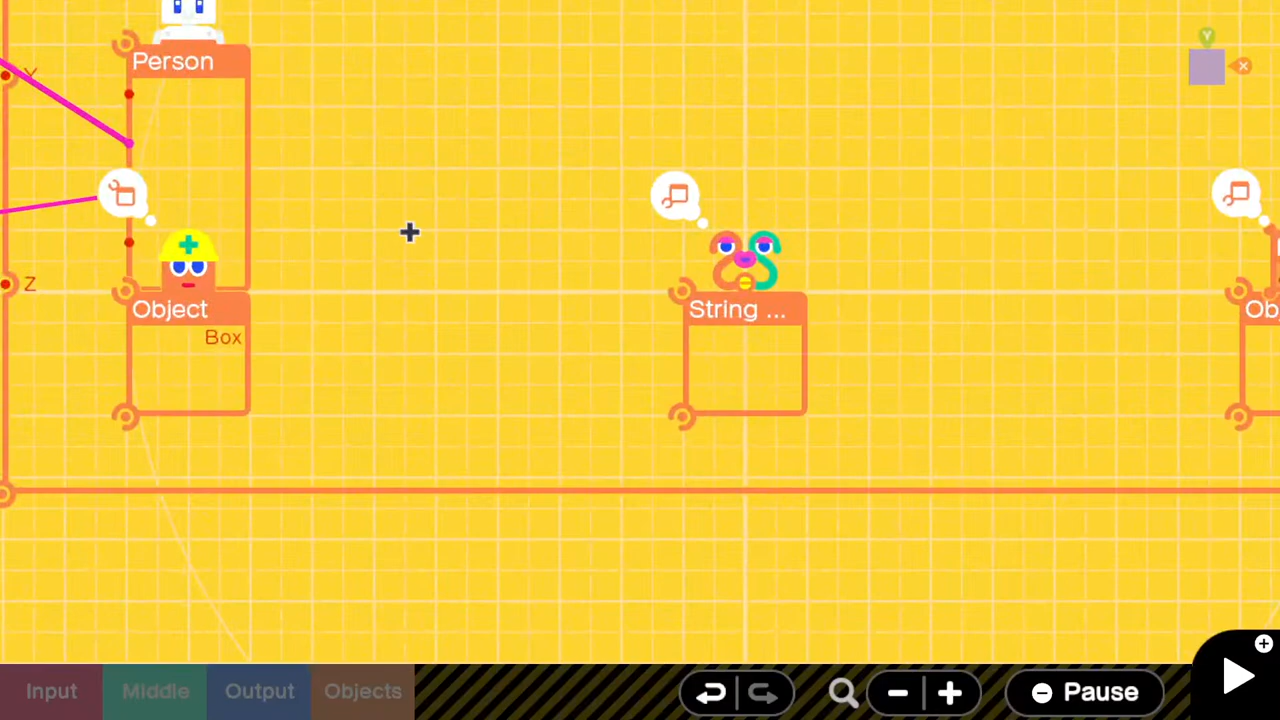 Y
X
Person
Y
Z
Object
Box
String ...
Ob
Input
Middle
Output
Objects
Pause